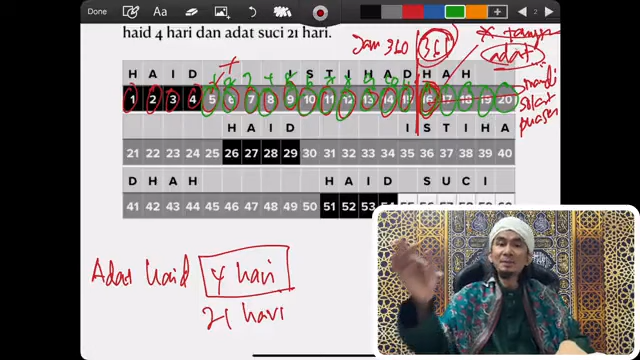 Done
2
haid 4 hari dan adat suci 21 hari.
Jam 360
361
* tanya
adat
mandi
solat
puasa
H A I D S T I H A D H A H
1 2 3 4 5 6 7 8 9 10 11 12 13 14 15 16 17 18 19 20
H A I D I S T I H A
21 22 23 24 25 26 27 28 29 30 31 32 33 34 35 36 37 38 39 40
D H A H H A I D S U C I
41 42 43 44 45 46 47 48 49 50 51 52 53 54
Adat haid 4 hari
21 hari